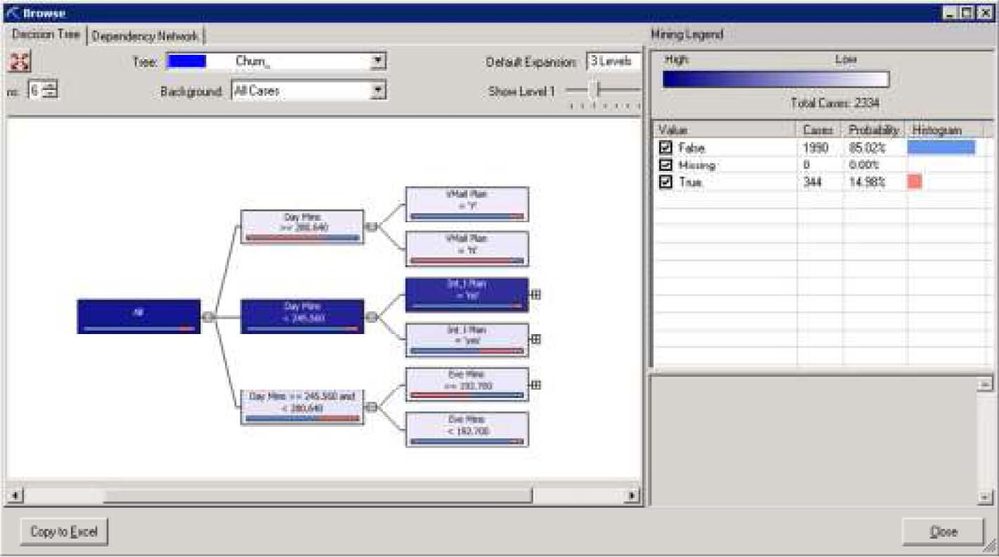 Browse
Decision Tree
Dependency Network
Tree:
Churn_
Default Expansion:
3 Levels
ns:
6
Background:
All Cases
Show Level 1
All
Day Mins
>= 280.640
Day Mins
< 245.560
Day Mins >= 245.560 and
< 280.640
VMail Plan
= 'Y'
VMail Plan
= 'N'
Int_l Plan
Int_l Plan
= 'yes'
Eve Mins
>= 192.700
Eve Mins
< 192.700
Mining Legend
High
Low
Total Cases: 2334
Value Cases Probability Histogram
False 1990 85.02%
Missing 0 0.00%
True 344 14.98%
Copy to Excel
Close